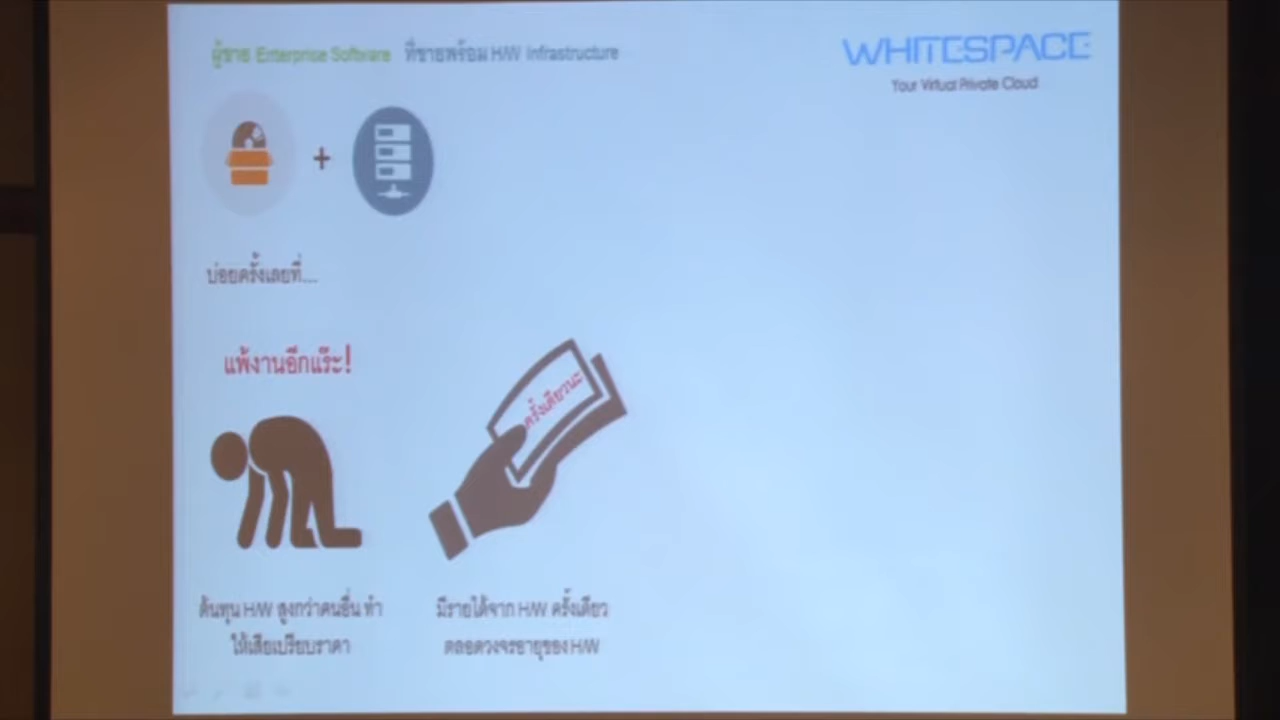 ผู้ขาย Enterprise Software ที่ขายพร้อม H/W Infrastructure
WHITESPACE
Your Virtual Private Cloud
บ่อยครั้งเลยที่....
แพ้งานอีกแร๊ะ!
ครั้งเดียวนะ
ต้นทุน H/W สูงกว่าคนอื่น ทำ
ให้เสียเปรียบราคา
มีรายได้จาก H/W ครั้งเดียว
ตลอดวงจรอายุของ H/W